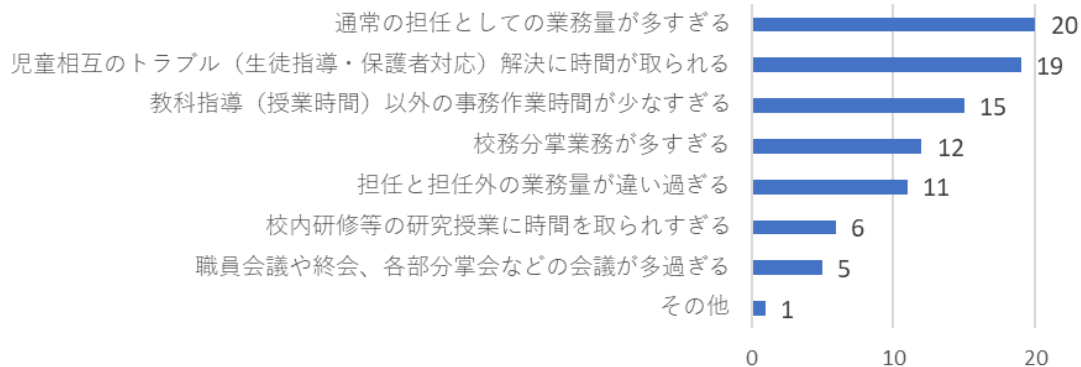 通常の担任としての業務量が多すぎる 20
児童相互のトラブル（生徒指導・保護者対応）解決に時間が取られる 19
教科指導（授業時間）以外の事務作業時間が少なすぎる 15
校務分掌業務が多すぎる 12
担任と担任外の業務量が違い過ぎる 11
校内研修等の研究授業に時間を取られすぎる 6
職員会議や終会、各部分掌会などの会議が多過ぎる 5
その他 1
0 10 20